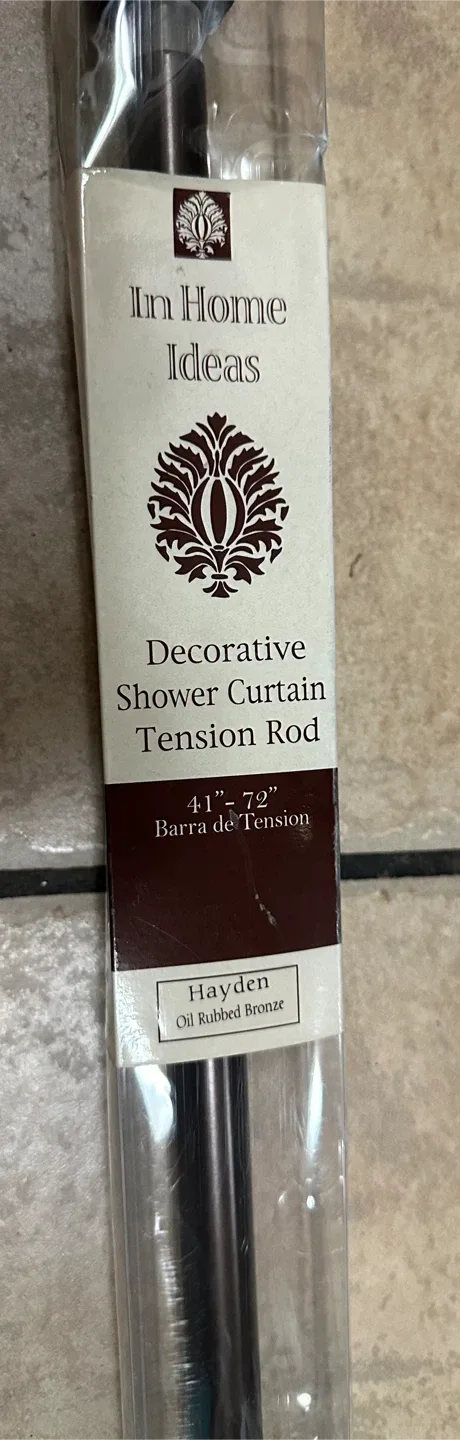 In Home
Ideas
Decorative
Shower Curtain
Tension Rod
41”- 72”
Barra de Tension
Hayden
Oil Rubbed Bronze